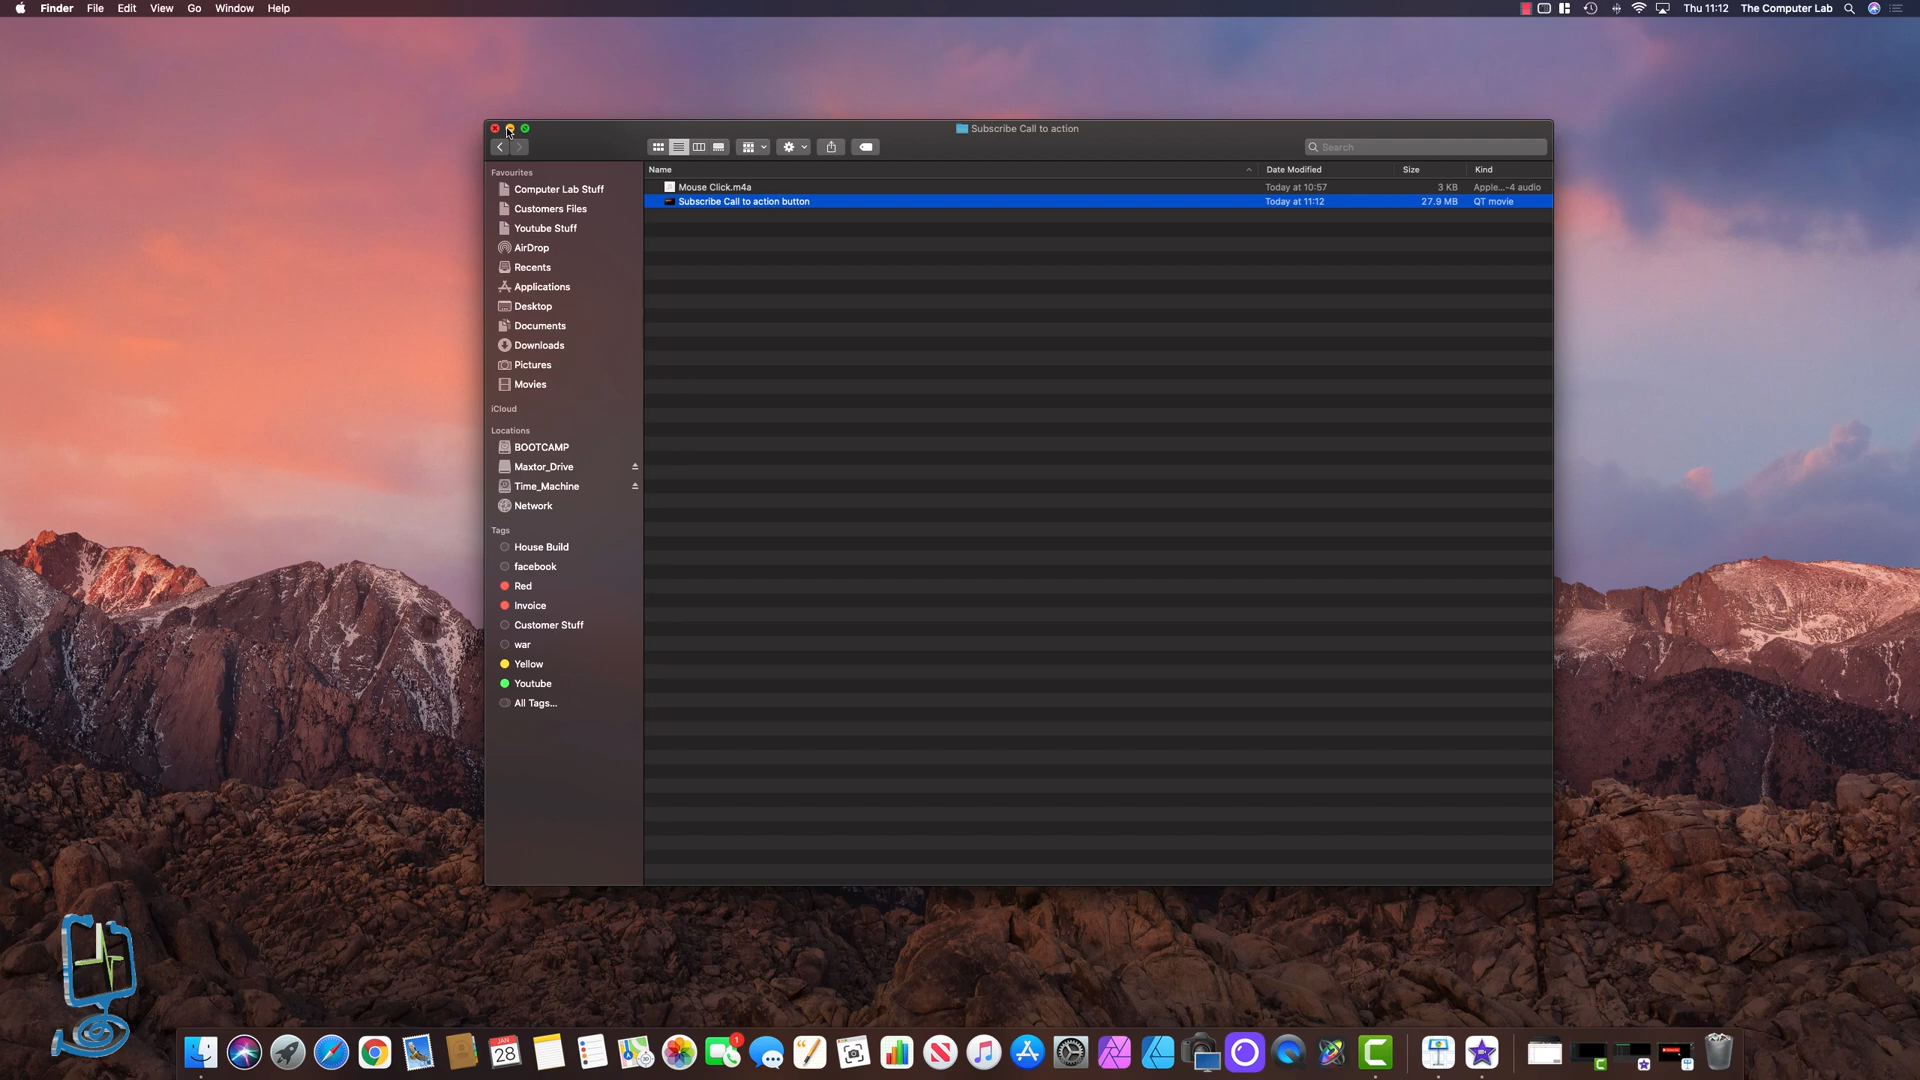 Finder File Edit View Go Window Help Thu 11:12 The Computer Lab
Subscribe Call to action
Search
Favourites
Computer Lab Stuff
Customers Files
Youtube Stuff
AirDrop
Recents
Applications
Desktop
Documents
Downloads
Pictures
Movies
iCloud
Locations
BOOTCAMP
Maxtor_Drive
Time_Machine
Network
Tags
House Build
facebook
Red
Invoice
Customer Stuff
war
Yellow
Youtube
All Tags...
Name Date Modified Size Kind
Mouse Click.m4a Today at 10:57 3 KB Apple...-4 audio
Subscribe Call to action button Today at 11:12 27.9 MB QT movie
JAN
28
1